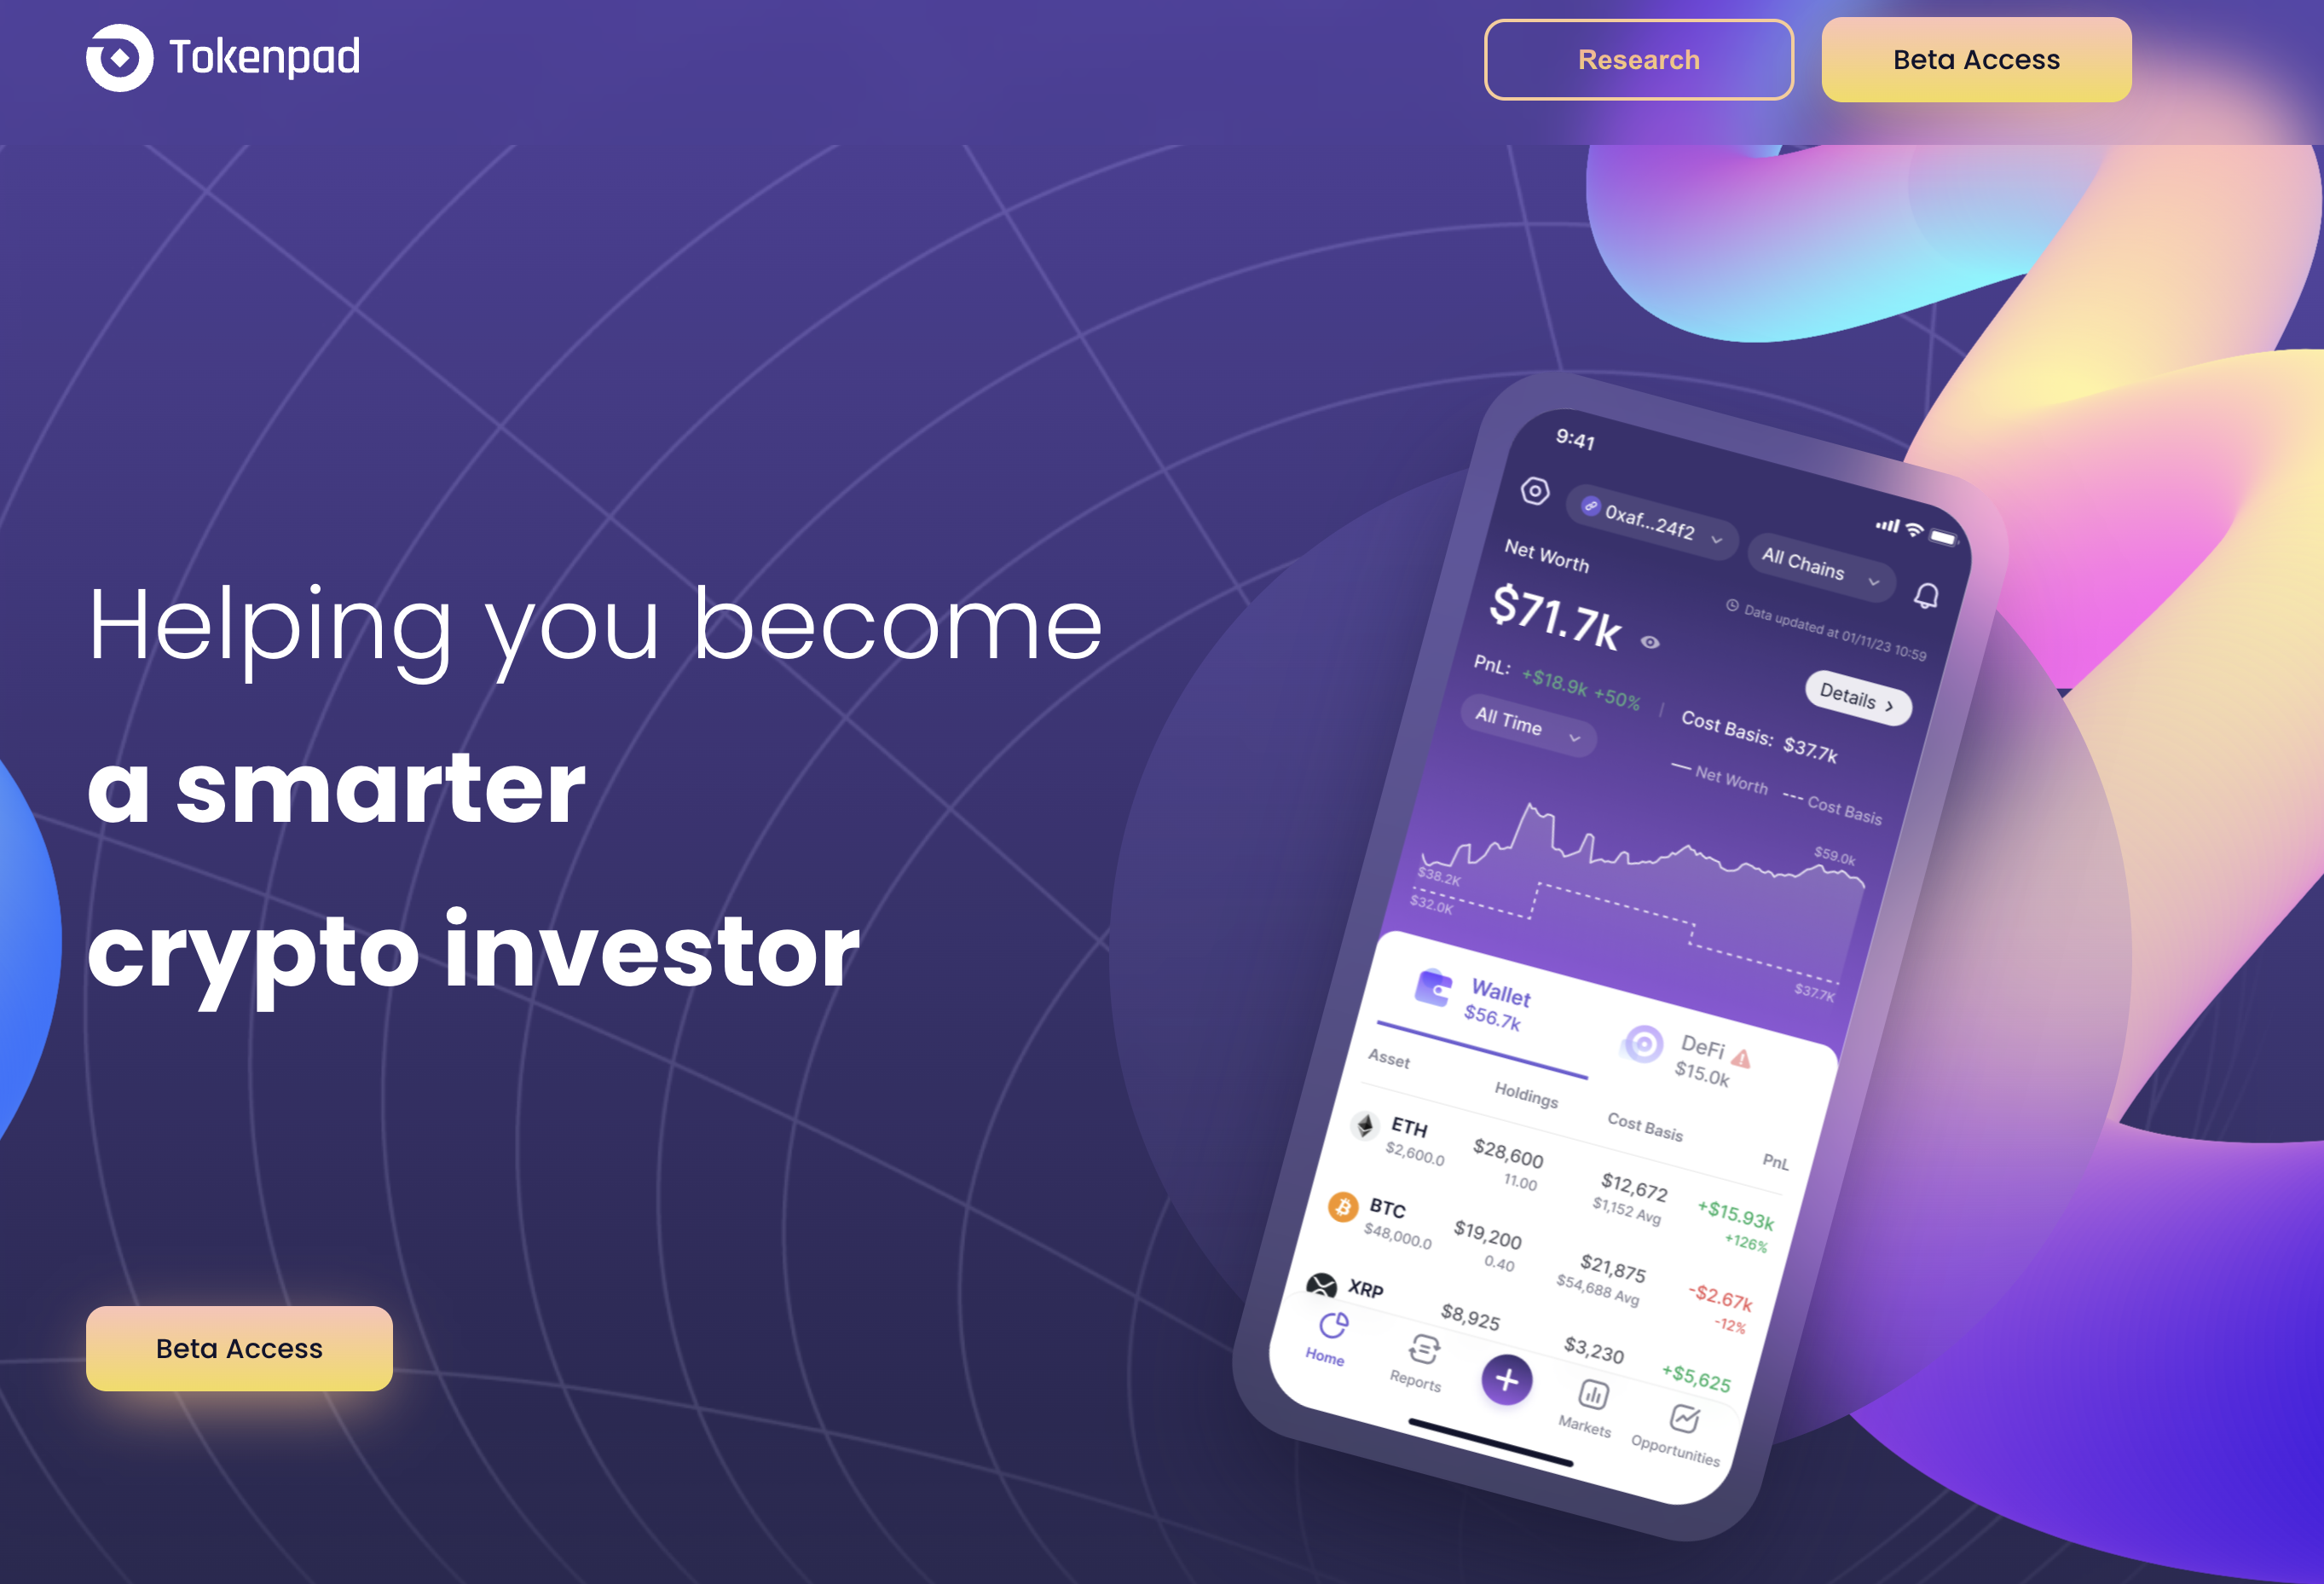 Tokenpad
Research
Beta Access
Helping you become
a smarter
crypto investor
Beta Access
9:41
0xaf...24f2
All Chains
Net Worth
$71.7k
Data updated at 01/11/23 10:59
PnL: +$18.9k +50% | Cost Basis: $37.7k
Details
All Time
Net Worth
Cost Basis
$59.0k
$38.2K
$32.0K
$37.7K
Wallet
$56.7k
DeFi
$15.0k
Asset Holdings Cost Basis PnL
ETH $28,600 $12,672 +$15.93k
$2,600.0 11.00 $1,152 Avg +126%
BTC $19,200 $21,875 -$2.67k
$48,000.0 0.40 $54,688 Avg -12%
XRP $8,925 $3,230 +$5,625
Home
Reports
Markets
Opportunities